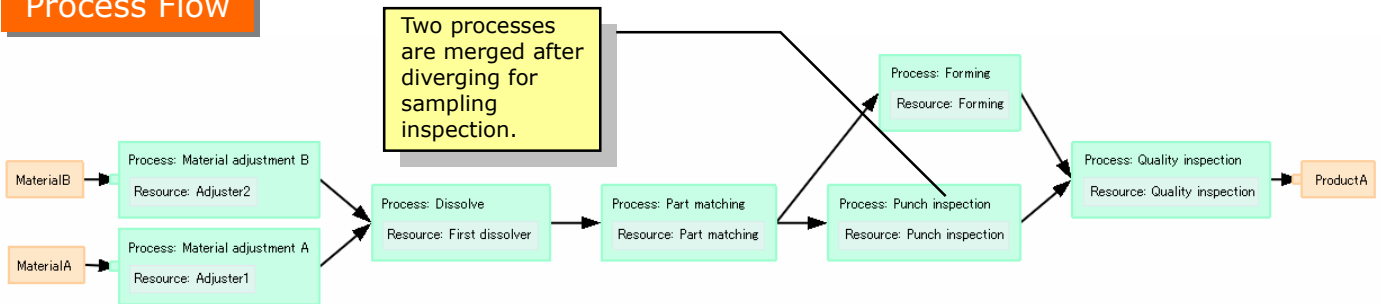 Process Flow
Two processes
are merged after
diverging for
sampling
inspection.
MaterialB
Process: Material adjustment B
Resource: Adjuster2
MaterialA
Process: Material adjustment A
Resource: Adjuster1
Process: Dissolve
Resource: First dissolver
Process: Part matching
Resource: Part matching
Process: Forming
Resource: Forming
Process: Punch inspection
Resource: Punch inspection
Process: Quality inspection
Resource: Quality inspection
ProductA